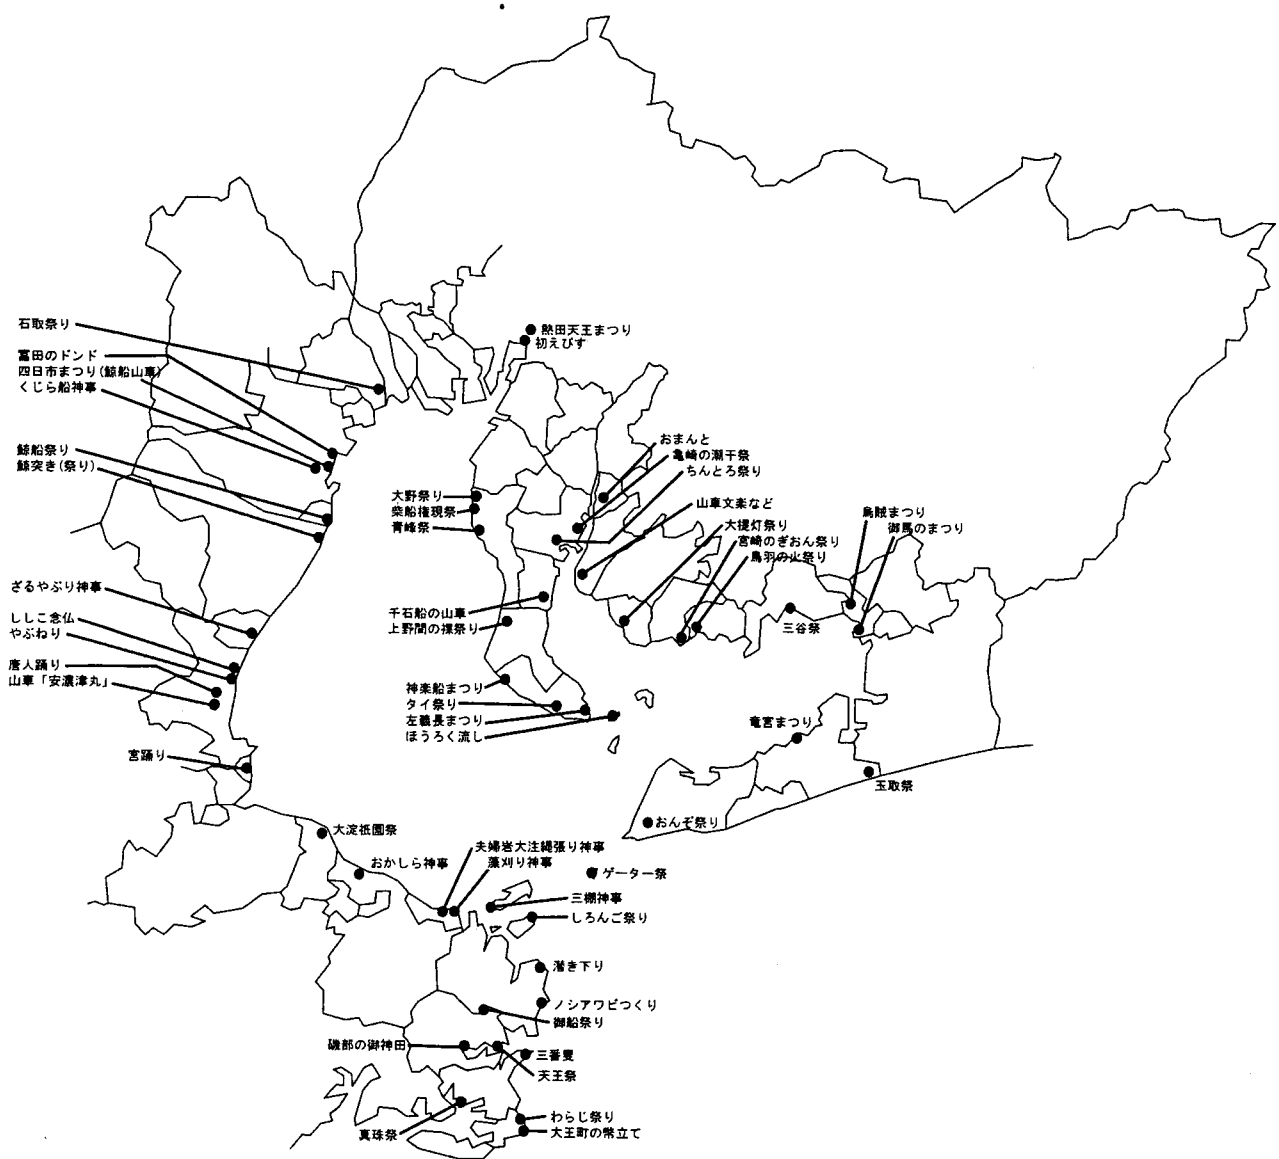 石取祭り
富田のドンド
四日市まつり(鯨船山車)
くじら船神事
鯨船祭り
鯨突き(祭り)
ざるやぶり神事
ししこ念仏
やぶねり
唐人踊り
山車「安濃津丸」
宮踊り
熱田天王まつり
初えびす
大野祭り
柴船権現祭
青峰祭
千石船の山車
上野間の裸祭り
神楽船まつり
タイ祭り
左義長まつり
ほうろく流し
おまんと
亀崎の潮干祭
ちんとろ祭り
山車文楽など
大提灯祭り
宮崎のぎおん祭り
鳥羽の火祭り
烏賊まつり
御馬のまつり
三谷祭
竜宮まつり
玉取祭
おんぞ祭り
大淀祇園祭
おかしら神事
夫婦岩大注縄張り神事
藻刈り神事
ゲーター祭
三棚神事
しろんご祭り
潜き下り
ノシアワビつくり
御船祭り
磯部の御神田
三番叟
天王祭
わらじ祭り
大王町の幣立て
真珠祭